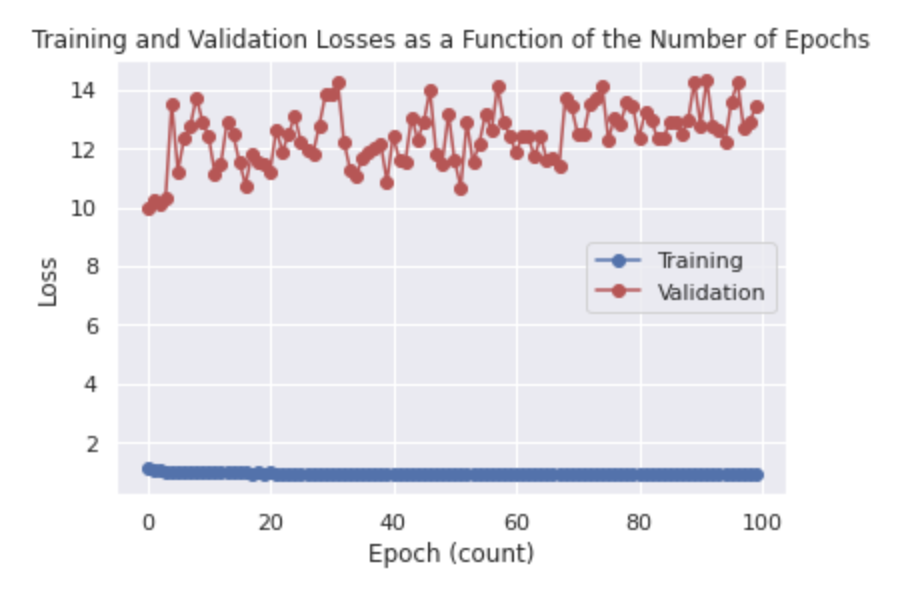 Training and Validation Losses as a Function of the Number of Epochs
14
12
10
8
6
4
2
Loss
Training
Validation
0 20 40 60 80 100
Epoch (count)